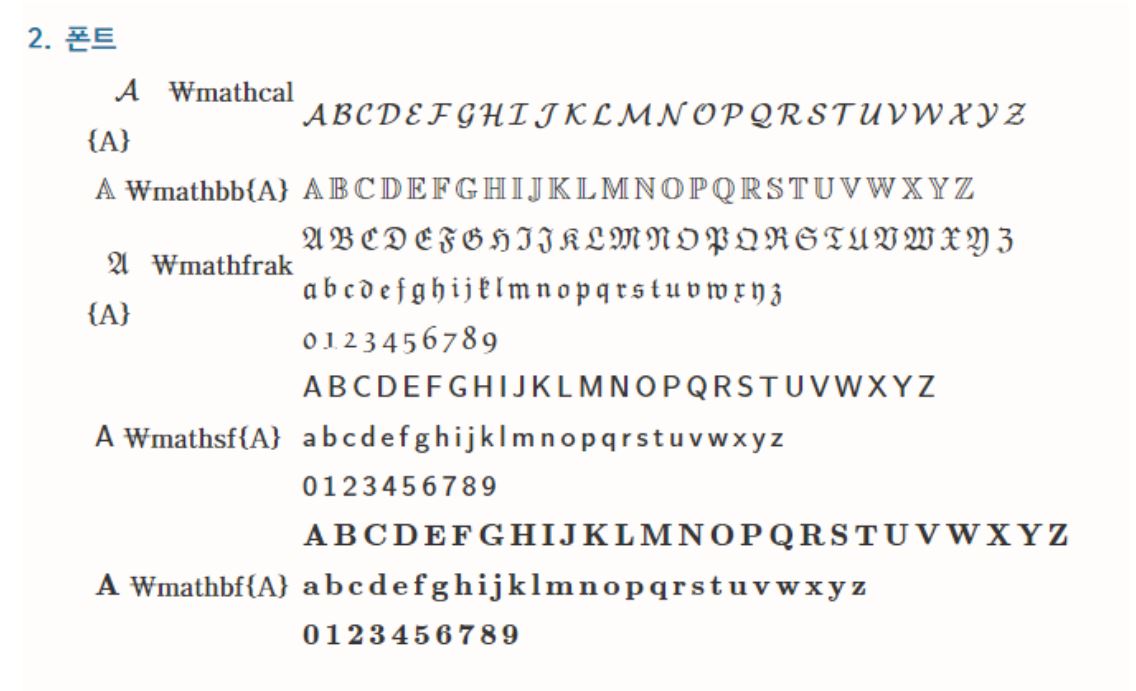 2. 폰트
𝒜 ₩mathcal
{A}
𝒜ℬ𝒞𝒟ℰℱ𝒢ℋℐ𝒥𝒦ℒℳ𝒩𝒪𝒫𝒬ℛ𝒮𝒯𝒰𝒱𝒲𝒳𝒴𝒵
𝔸 ₩mathbb{A} 𝔸𝔹ℂ𝔻𝔼𝔽𝔾ℍ𝕀𝕁𝕂𝕃𝕄ℕ𝕆ℙℚℝ𝕊𝕋𝕌𝕍𝕎𝕏𝕐ℤ
𝔄 ₩mathfrak
{A}
𝔄𝔅ℭ𝔇𝔈𝔉𝔊ℌℑ𝔍𝔎𝔏𝔐𝔑𝔒𝔓𝔔ℜ𝔖𝔗𝔘𝔙𝔚𝔛𝔜ℨ
𝔞𝔟𝔠𝔡𝔢𝔣𝔤𝔥𝔦𝔧𝔨𝔩𝔪𝔫𝔬𝔭𝔮𝔯𝔰𝔱𝔲𝔳𝔴𝔵𝔶𝔷
0123456789
ABCDEFGHIJKLMNOPQRSTUVWXYZ
A ₩mathsf{A} abcdefghijklmnopqrstuvwxyz
0123456789
ABCDEFGHIJKLMNOPQRSTUVWXYZ
A ₩mathbf{A} abcdefghijklmnopqrstuvwxyz
0123456789